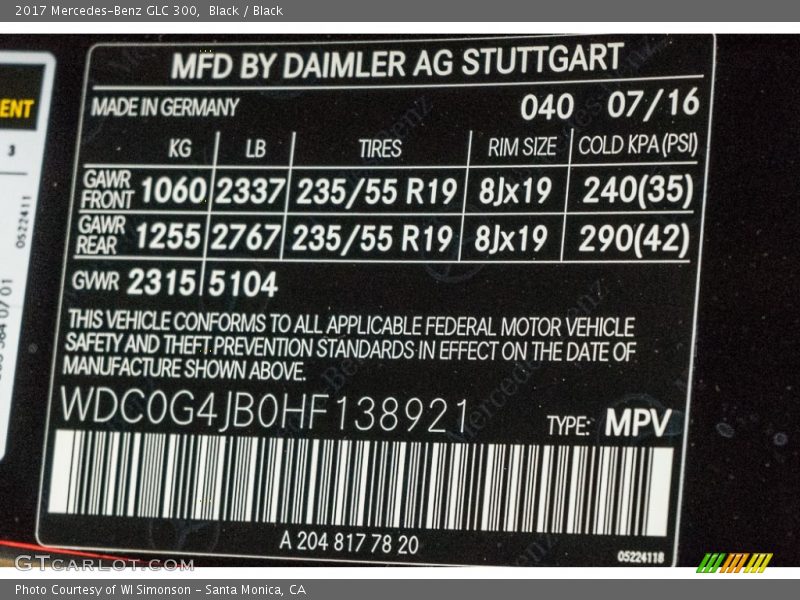 2017 Mercedes-Benz GLC 300,  Black / Black
MFD BY DAIMLER AG STUTTGART
MADE IN GERMANY 040 07/16
KG LB TIRES RIM SIZE COLD KPA(PSI)
GAWR FRONT 1060 2337 235/55 R19 8Jx19 240(35)
GAWR REAR 1255 2767 235/55 R19 8Jx19 290(42)
GVWR 2315 5104
THIS VEHICLE CONFORMS TO ALL APPLICABLE FEDERAL MOTOR VEHICLE
SAFETY AND THEFT PREVENTION STANDARDS IN EFFECT ON THE DATE OF
MANUFACTURE SHOWN ABOVE.
WDC0G4JB0HF138921 TYPE: MPV
A 204 817 78 20
05224118
ENT
3
0522411
GTcarlot.com
Photo Courtesy of WI Simonson - Santa Monica, CA